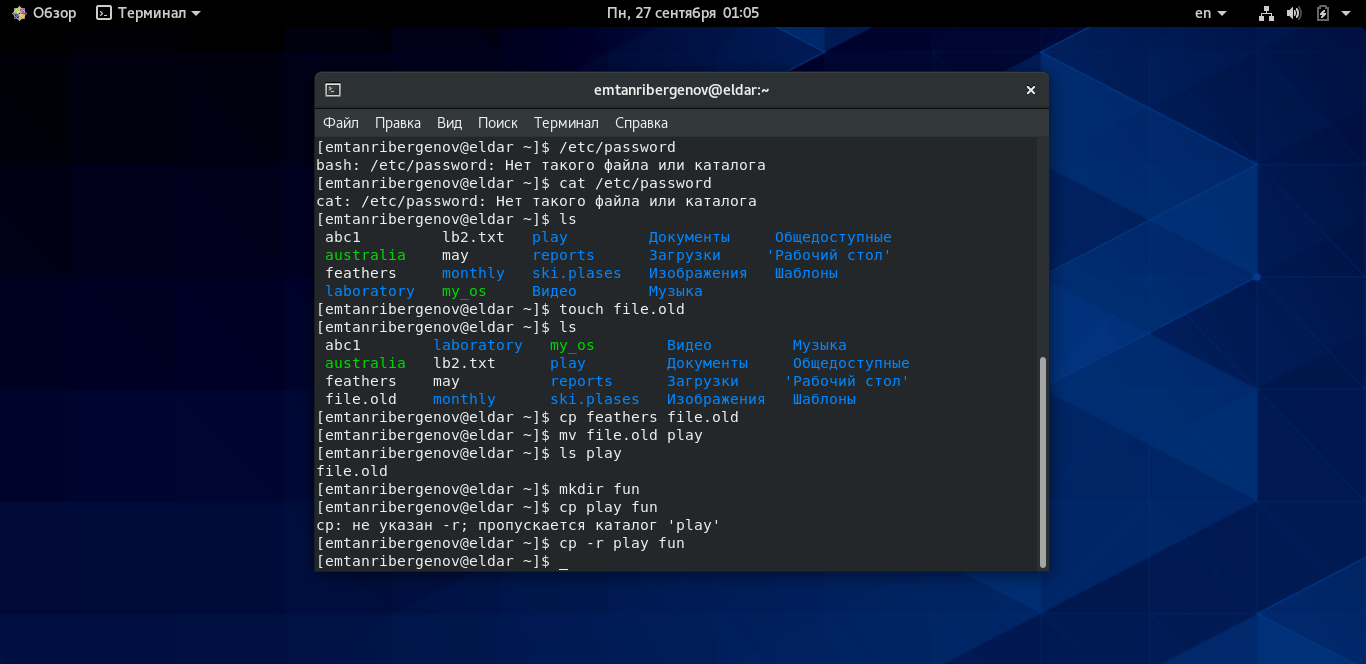 Обзор Терминал Пн, 27 сентября 01:05 en
emtanribergenov@eldar:~
Файл Правка Вид Поиск Терминал Справка
[emtanribergenov@eldar ~]$ /etc/password
bash: /etc/password: Нет такого файла или каталога
[emtanribergenov@eldar ~]$ cat /etc/password
cat: /etc/password: Нет такого файла или каталога
[emtanribergenov@eldar ~]$ ls
abc1 lb2.txt play Документы Общедоступные
australia may reports Загрузки 'Рабочий стол'
feathers monthly ski.plases Изображения Шаблоны
laboratory my_os Видео Музыка
[emtanribergenov@eldar ~]$ touch file.old
[emtanribergenov@eldar ~]$ ls
abc1 laboratory my_os Видео Музыка
australia lb2.txt play Документы Общедоступные
feathers may reports Загрузки 'Рабочий стол'
file.old monthly ski.plases Изображения Шаблоны
[emtanribergenov@eldar ~]$ cp feathers file.old
[emtanribergenov@eldar ~]$ mv file.old play
[emtanribergenov@eldar ~]$ ls play
file.old
[emtanribergenov@eldar ~]$ mkdir fun
[emtanribergenov@eldar ~]$ cp play fun
cp: не указан -r; пропускается каталог 'play'
[emtanribergenov@eldar ~]$ cp -r play fun
[emtanribergenov@eldar ~]$ _